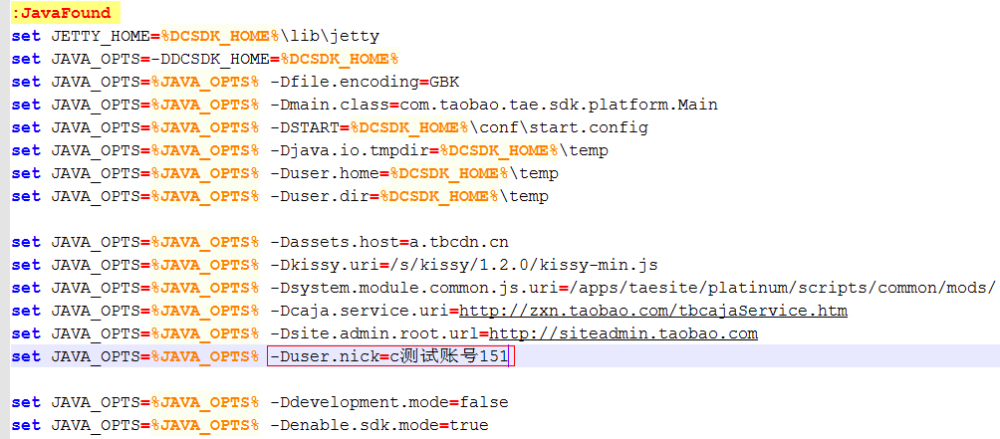 :JavaFound
set JETTY_HOME=%DCSDK_HOME%\lib\jetty
set JAVA_OPTS=-DDCSDK_HOME=%DCSDK_HOME%
set JAVA_OPTS=%JAVA_OPTS% -Dfile.encoding=GBK
set JAVA_OPTS=%JAVA_OPTS% -Dmain.class=com.taobao.tae.sdk.platform.Main
set JAVA_OPTS=%JAVA_OPTS% -DSTART=%DCSDK_HOME%\conf\start.config
set JAVA_OPTS=%JAVA_OPTS% -Djava.io.tmpdir=%DCSDK_HOME%\temp
set JAVA_OPTS=%JAVA_OPTS% -Duser.home=%DCSDK_HOME%\temp
set JAVA_OPTS=%JAVA_OPTS% -Duser.dir=%DCSDK_HOME%\temp
set JAVA_OPTS=%JAVA_OPTS% -Dassets.host=a.tbcdn.cn
set JAVA_OPTS=%JAVA_OPTS% -Dkissy.uri=/s/kissy/1.2.0/kissy-min.js
set JAVA_OPTS=%JAVA_OPTS% -Dsystem.module.common.js.uri=/apps/taesite/platinum/scripts/common/mods/
set JAVA_OPTS=%JAVA_OPTS% -Dcaja.service.uri=http://zxn.taobao.com/tbcajaService.htm
set JAVA_OPTS=%JAVA_OPTS% -Dsite.admin.root.url=http://siteadmin.taobao.com
set JAVA_OPTS=%JAVA_OPTS% -Duser.nick=c测试账号151
set JAVA_OPTS=%JAVA_OPTS% -Ddevelopment.mode=false
set JAVA_OPTS=%JAVA_OPTS% -Denable.sdk.mode=true